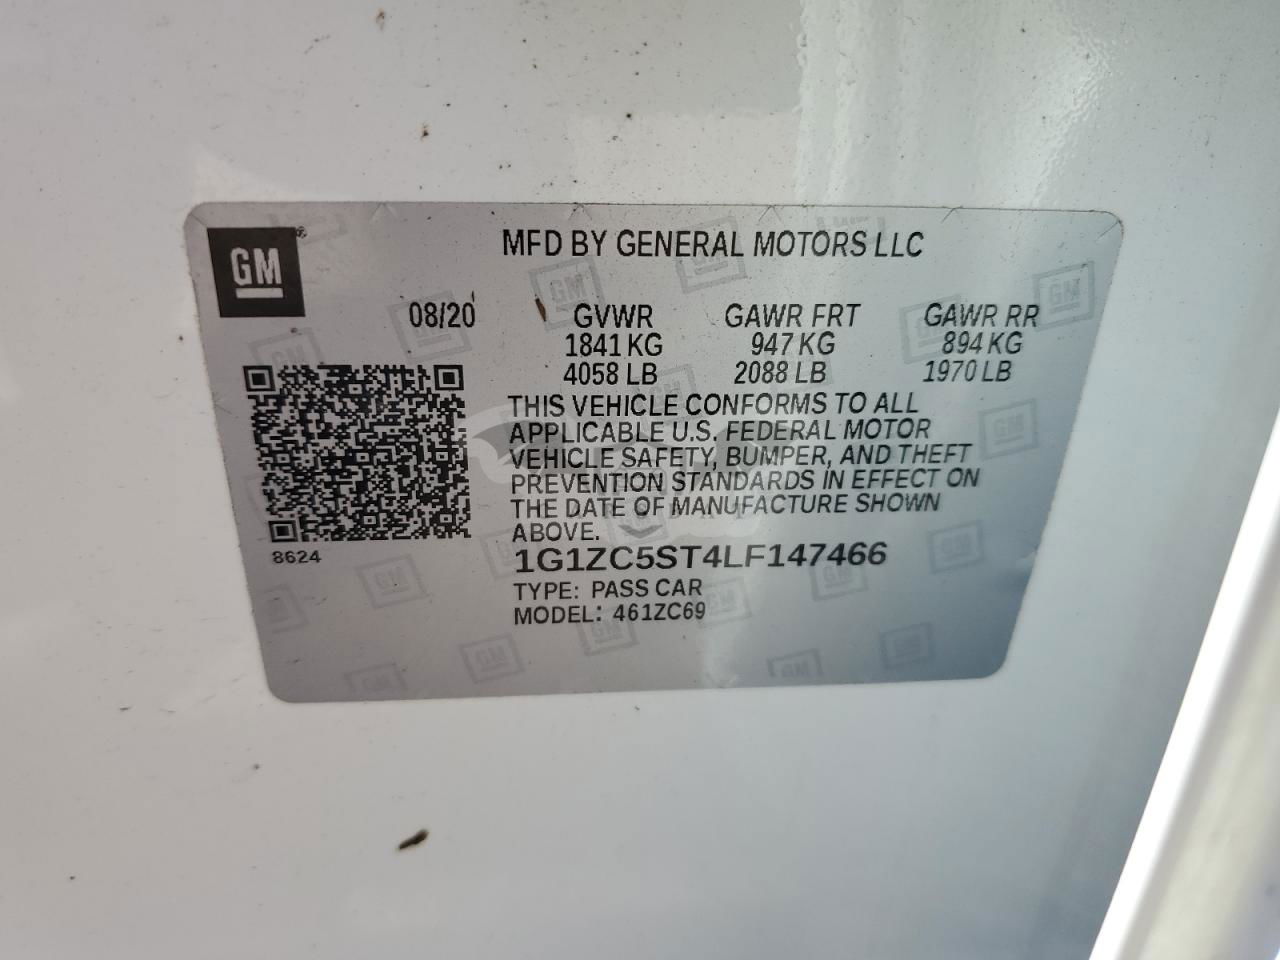 GM
MFD BY GENERAL MOTORS LLC
08/20 GVWR GAWR FRT GAWR RR
1841 KG 947 KG 894 KG
4058 LB 2088 LB 1970 LB
THIS VEHICLE CONFORMS TO ALL
APPLICABLE U.S. FEDERAL MOTOR
VEHICLE SAFETY, BUMPER, AND THEFT
PREVENTION STANDARDS IN EFFECT ON
THE DATE OF MANUFACTURE SHOWN
ABOVE.
8624
1G1ZC5ST4LF147466
TYPE: PASS CAR
MODEL: 461ZC69